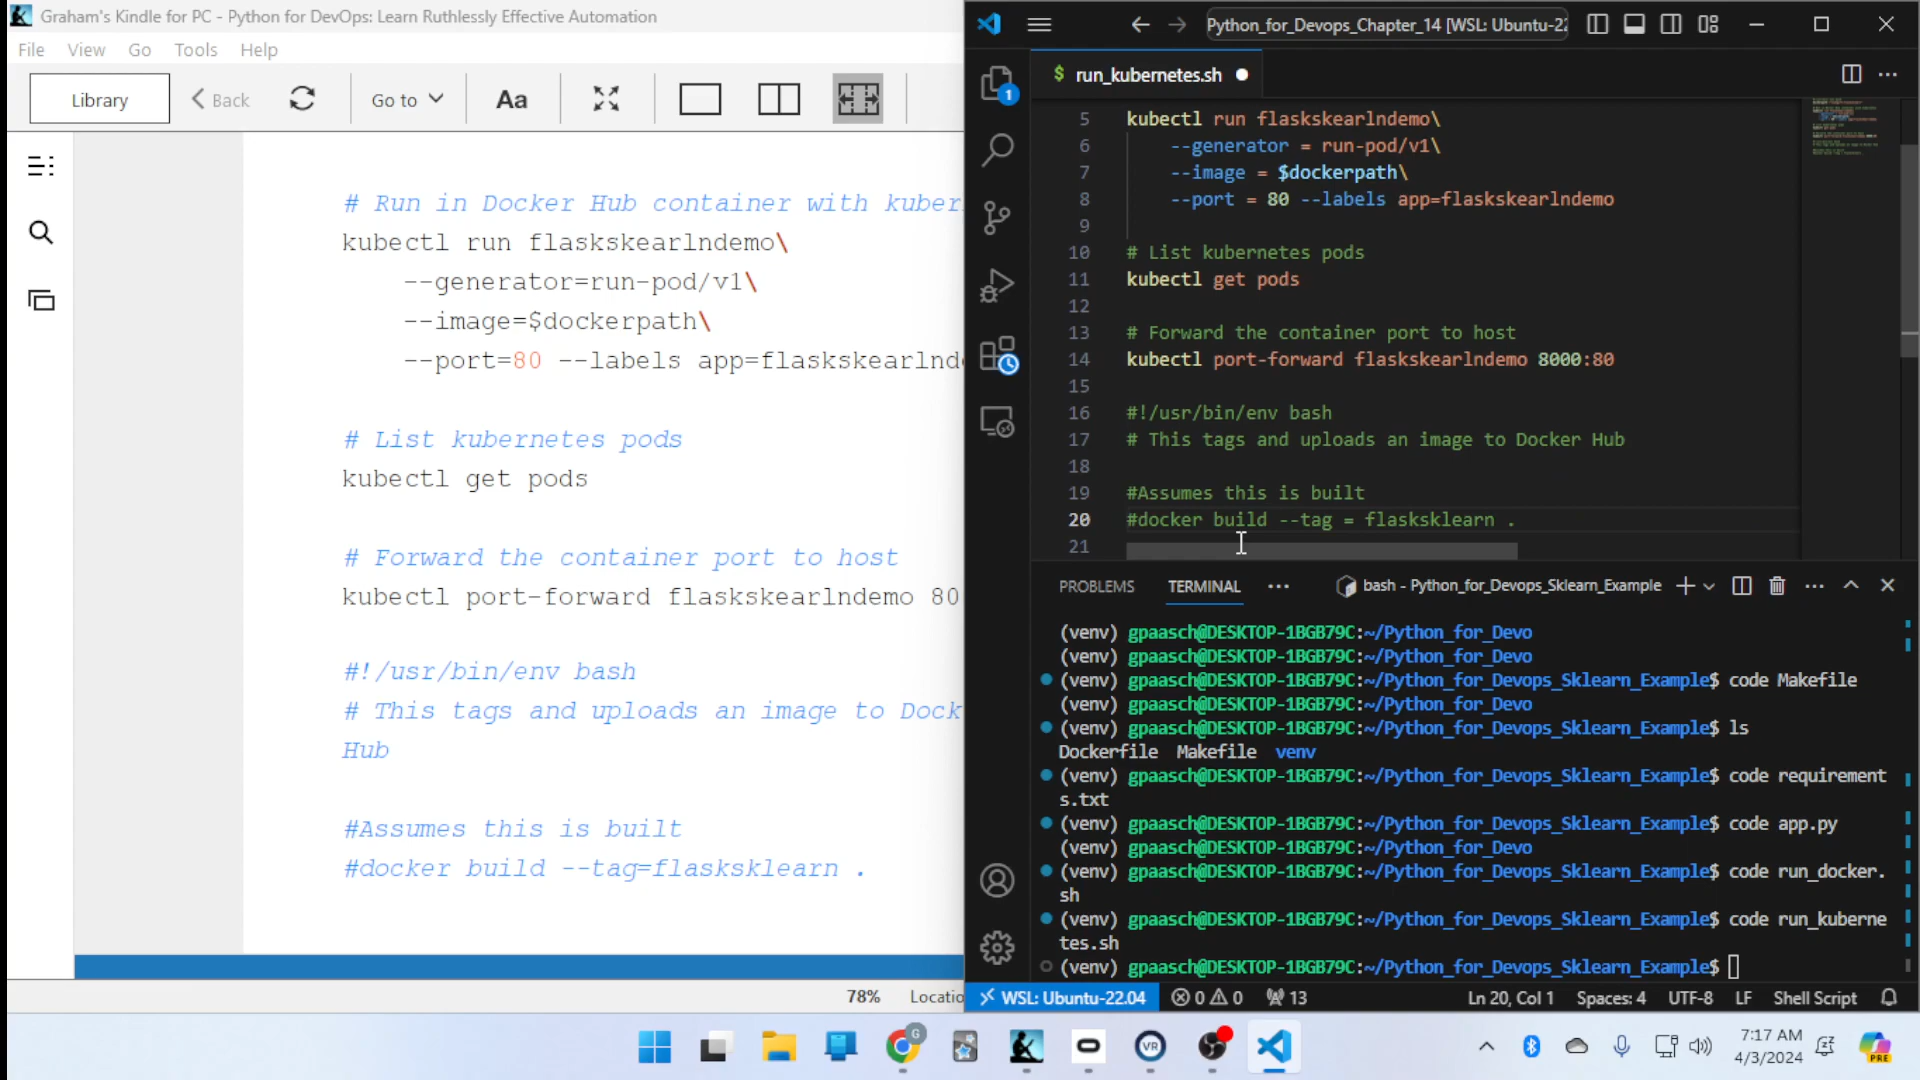 Graham's Kindle for PC - Python for DevOps: Learn Ruthlessly Effective Automation
File View Go Tools Help
Library
Back
Go to
Aa
# Run in Docker Hub container with kuber
kubectl run flaskskearlndemo\
--generator=run-pod/v1\
--image=$dockerpath\
--port=80 --labels app=flaskskearlnd
# List kubernetes pods
kubectl get pods
# Forward the container port to host
kubectl port-forward flaskskearlndemo 80
#!/usr/bin/env bash
# This tags and uploads an image to Dock
Hub
#Assumes this is built
#docker build --tag=flasksklearn .
78%
Locatio
Python_for_Devops_Chapter_14 [WSL: Ubuntu-22
$ run_kubernetes.sh
1
5 kubectl run flaskskearlndemo\
6 --generator = run-pod/v1\
7 --image = $dockerpath\
8 --port = 80 --labels app=flaskskearlndemo
9
10 # List kubernetes pods
11 kubectl get pods
12
13 # Forward the container port to host
14 kubectl port-forward flaskskearlndemo 8000:80
15
16 #!/usr/bin/env bash
17 # This tags and uploads an image to Docker Hub
18
19 #Assumes this is built
20 #docker build --tag = flasksklearn .
21
PROBLEMS TERMINAL ··· bash - Python_for_Devops_Sklearn_Example
(venv) gpaasch@DESKTOP-1BGB79C:~/Python_for_Devo
(venv) gpaasch@DESKTOP-1BGB79C:~/Python_for_Devo
(venv) gpaasch@DESKTOP-1BGB79C:~/Python_for_Devops_Sklearn_Example$ code Makefile
(venv) gpaasch@DESKTOP-1BGB79C:~/Python_for_Devo
(venv) gpaasch@DESKTOP-1BGB79C:~/Python_for_Devops_Sklearn_Example$ ls
Dockerfile Makefile venv
(venv) gpaasch@DESKTOP-1BGB79C:~/Python_for_Devops_Sklearn_Example$ code requirement
s.txt
(venv) gpaasch@DESKTOP-1BGB79C:~/Python_for_Devops_Sklearn_Example$ code app.py
(venv) gpaasch@DESKTOP-1BGB79C:~/Python_for_Devo
(venv) gpaasch@DESKTOP-1BGB79C:~/Python_for_Devops_Sklearn_Example$ code run_docker.
sh
(venv) gpaasch@DESKTOP-1BGB79C:~/Python_for_Devops_Sklearn_Example$ code run_kuberne
tes.sh
(venv) gpaasch@DESKTOP-1BGB79C:~/Python_for_Devops_Sklearn_Example$
WSL: Ubuntu-22.04 0 0 13 Ln 20, Col 1 Spaces: 4 UTF-8 LF Shell Script
G
VR
7:17 AM
4/3/2024
PRE